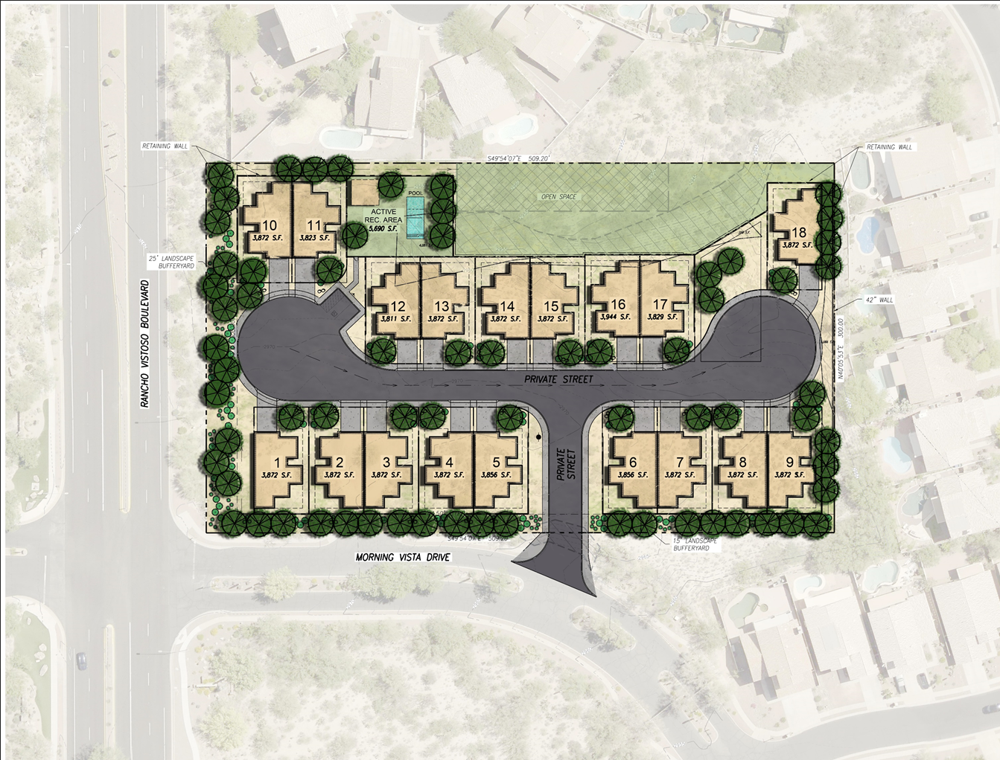 RETAINING WALL
RETAINING WALL
S49°54'07"E 509.20'
POOL
OPEN SPACE
ACTIVE
REC. AREA
5,690 S.F.
10
3,872 S.F.
11
3,823 S.F.
18
3,872 S.F.
25' LANDSCAPE
BUFFERYARD
42" WALL
12
3,811 S.F.
13
3,872 S.F.
14
3,872 S.F.
15
3,872 S.F.
16
3,944 S.F.
17
3,829 S.F.
RANCHO VISTOSO BOULEVARD
N40°05'53"E 300.00
PRIVATE STREET
PRIVATE
STREET
1
3,872 S.F.
2
3,872 S.F.
3
3,872 S.F.
4
3,872 S.F.
5
3,856 S.F.
6
3,856 S.F.
7
3,872 S.F.
8
3,872 S.F.
9
3,872 S.F.
S49°54'07"E 509.20'
15' LANDSCAPE
BUFFERYARD
MORNING VISTA DRIVE